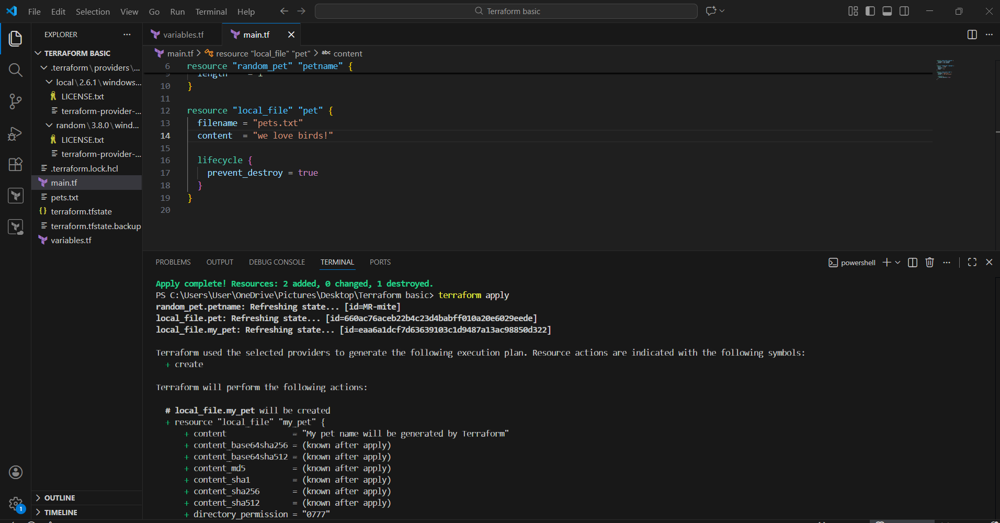 File Edit Selection View Go Run Terminal Help
Terraform basic
EXPLORER
TERRAFORM BASIC
.terraform\providers\...
local\2.6.1\windows...
LICENSE.txt
terraform-provider-...
random\3.8.0\wind...
LICENSE.txt
terraform-provider-...
.terraform.lock.hcl
main.tf
pets.txt
terraform.tfstate
terraform.tfstate.backup
variables.tf
OUTLINE
TIMELINE
1
variables.tf main.tf
main.tf > resource "local_file" "pet" > abc content
6 resource "random_pet" "petname" {
9 length = 1
10 }
11
12 resource "local_file" "pet" {
13 filename = "pets.txt"
14 content = "we love birds!"
15
16 lifecycle {
17 prevent_destroy = true
18 }
19 }
20
PROBLEMS OUTPUT DEBUG CONSOLE TERMINAL PORTS
powershell
Apply complete! Resources: 2 added, 0 changed, 1 destroyed.
PS C:\Users\User\OneDrive\Pictures\Desktop\Terraform basic> terraform apply
random_pet.petname: Refreshing state... [id=MR-mite]
local_file.pet: Refreshing state... [id=660ac76aceb22b4c23d4babff010a20e6029eede]
local_file.my_pet: Refreshing state... [id=eaa6a1dcf7d63639103c1d9487a13ac98850d322]
Terraform used the selected providers to generate the following execution plan. Resource actions are indicated with the following symbols:
+ create
Terraform will perform the following actions:
# local_file.my_pet will be created
+ resource "local_file" "my_pet" {
+ content = "My pet name will be generated by Terraform"
+ content_base64sha256 = (known after apply)
+ content_base64sha512 = (known after apply)
+ content_md5 = (known after apply)
+ content_sha1 = (known after apply)
+ content_sha256 = (known after apply)
+ content_sha512 = (known after apply)
+ directory_permission = "0777"